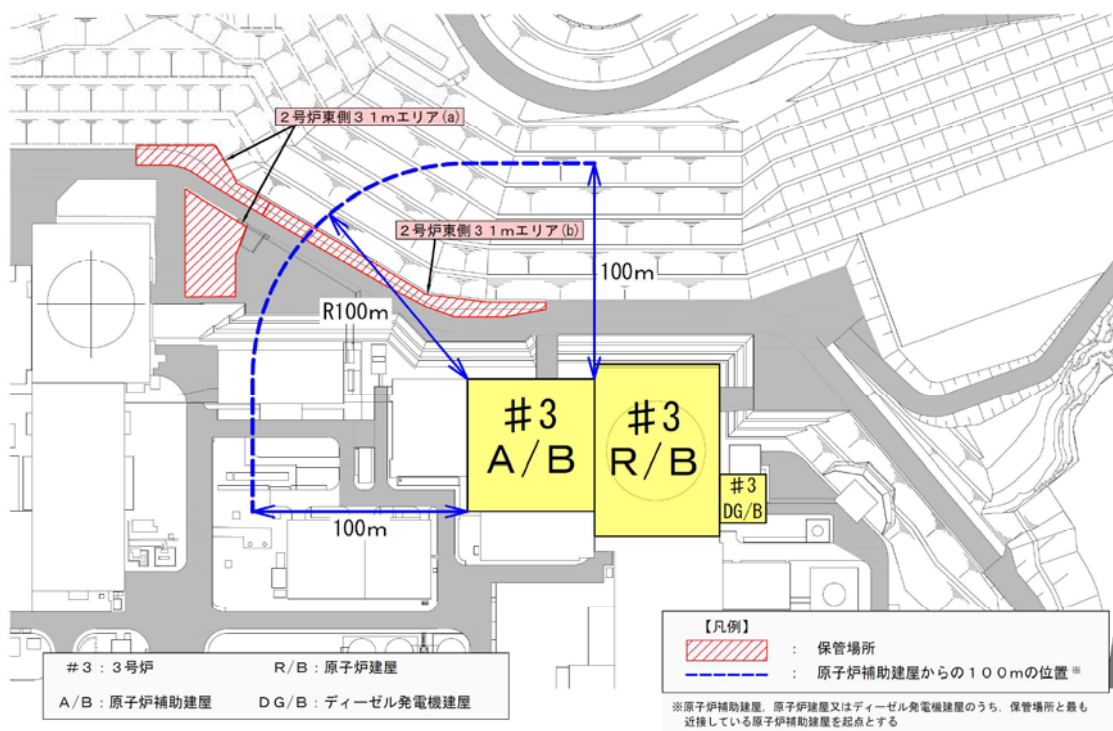 2号炉東側31mエリア(a)
2号炉東側31mエリア(b)
100m
R100m
#3
A/B
#3
R/B
#3
DG/B
100m
#3：3号炉
R/B：原子炉建屋
A/B：原子炉補助建屋
DG/B：ディーゼル発電機建屋
【凡例】
： 保管場所
： 原子炉補助建屋からの100mの位置※
※原子炉補助建屋，原子炉建屋又はディーゼル発電機建屋のうち，保管場所と最も
近接している原子炉補助建屋を起点とする